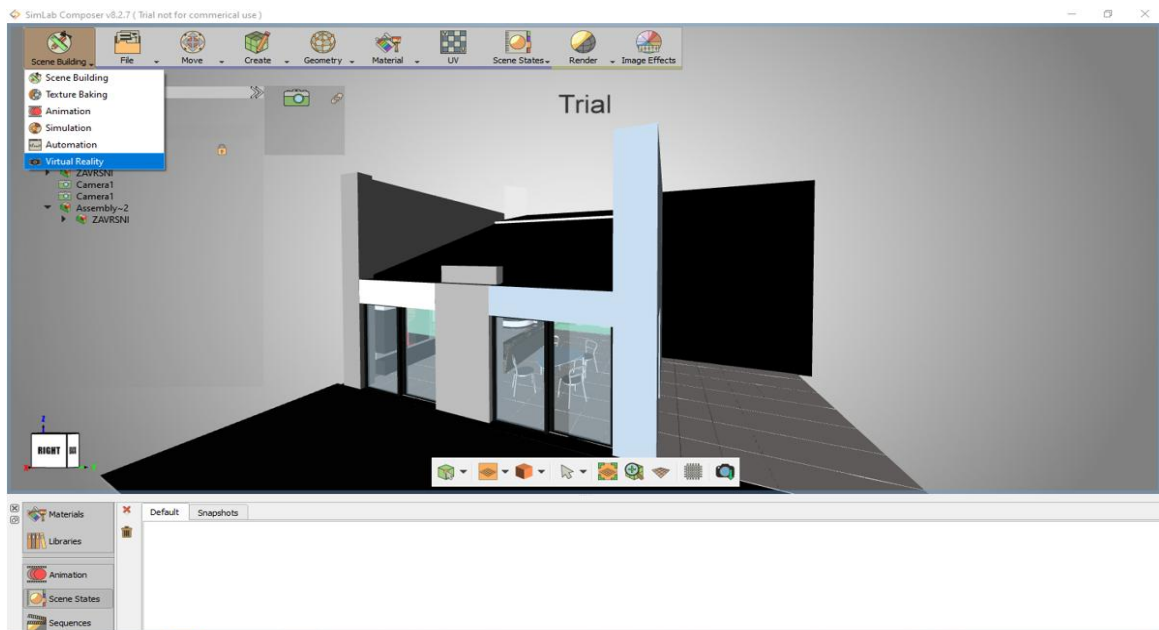 SimLab Composer v8.2.7 ( Trial not for commerical use )
Scene Building File Move Create Geometry Material UV Scene States Render Image Effects
Scene Building
Texture Baking
Animation
Simulation
Automation
Virtual Reality
ZAVRSNI
Camera1
Camera1
Assembly~2
ZAVRSNI
Trial
Z
RIGHT
Materials
Libraries
Animation
Scene States
Sequences
Default Snapshots